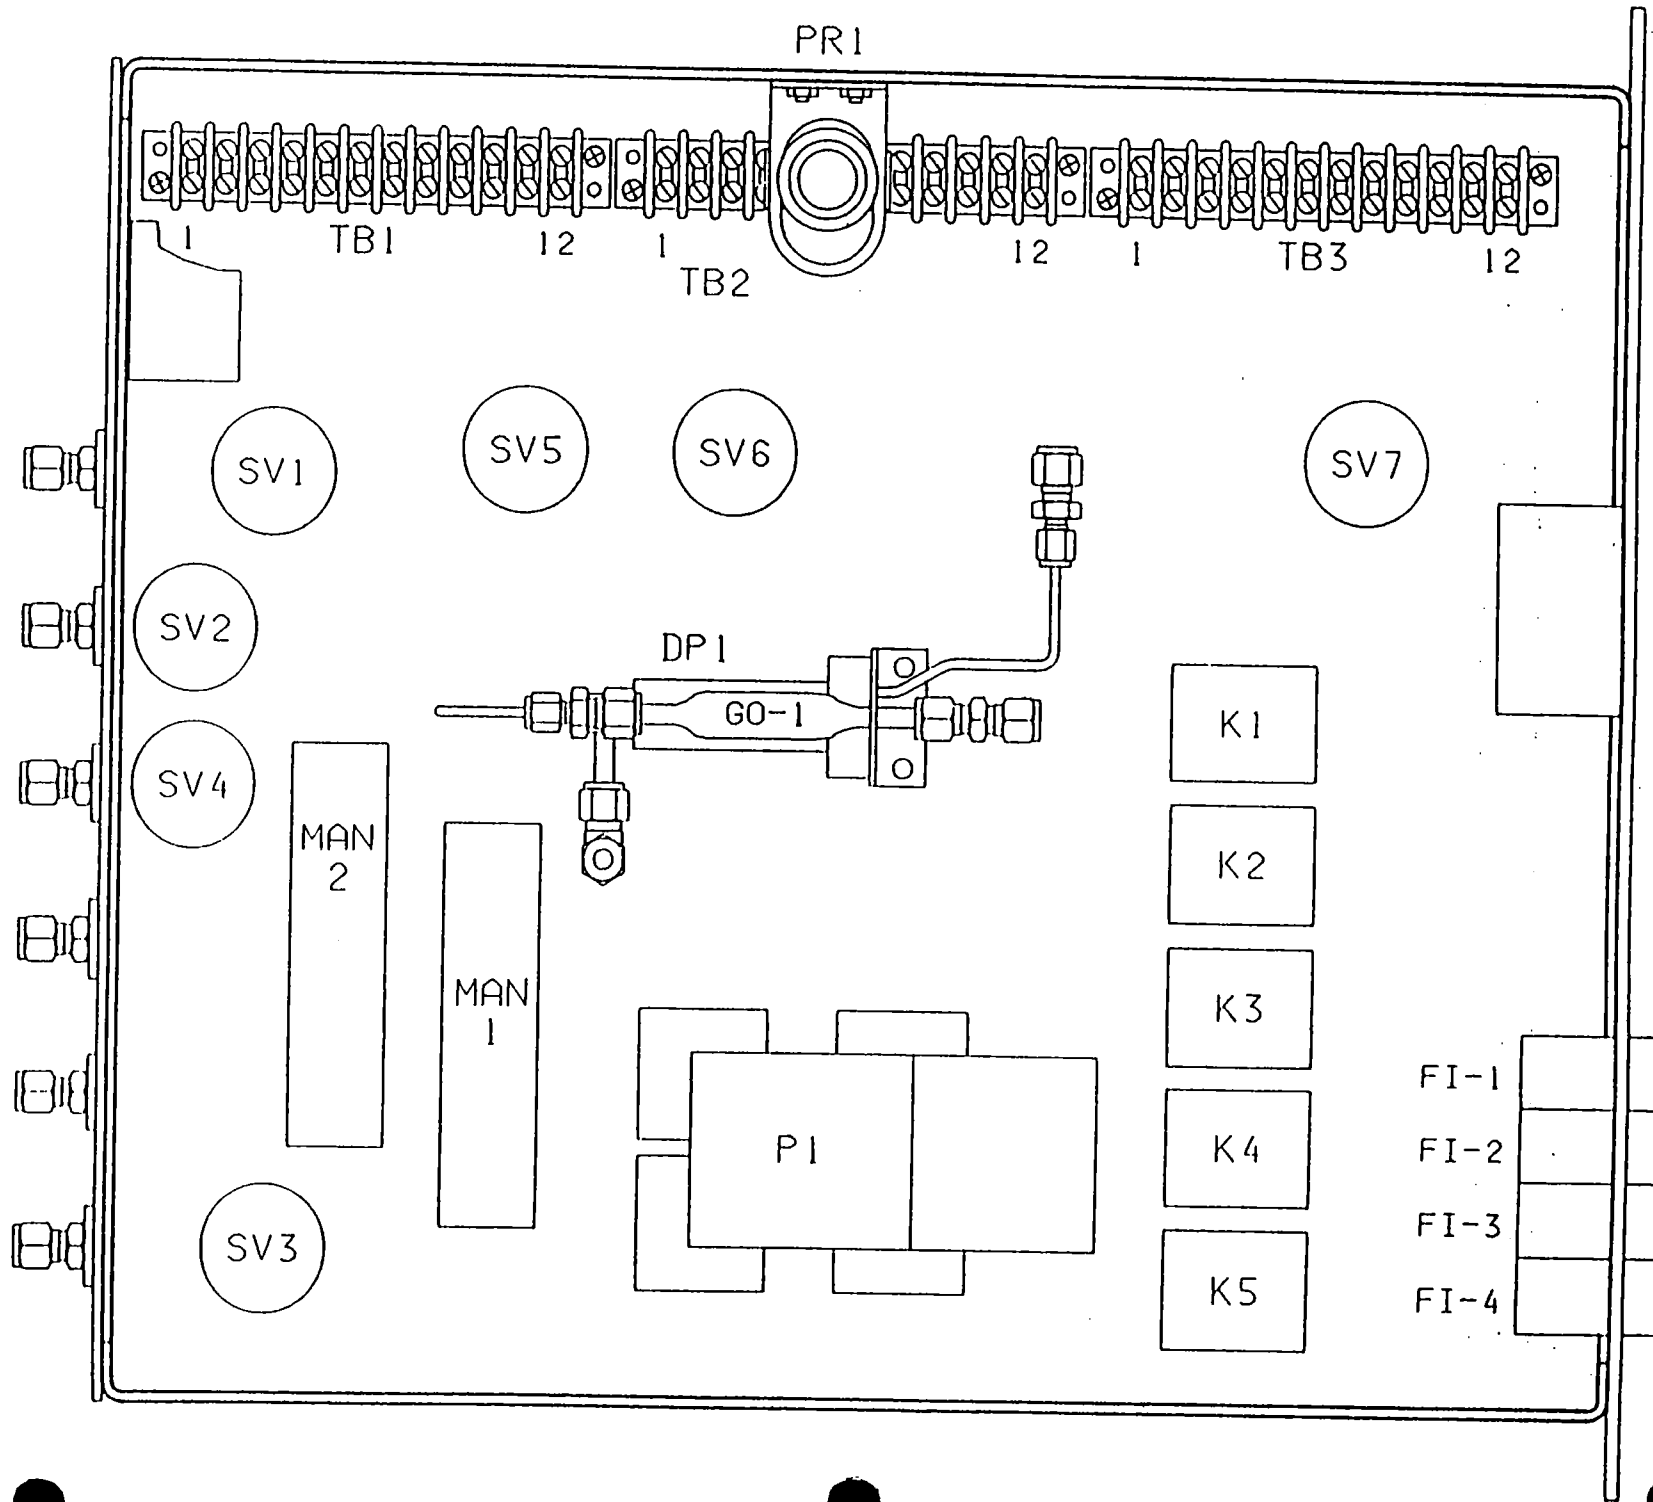 PR1
1 TB1 12 1 12 1 TB3 12
TB2
SV1 SV5 SV6 SV7
SV2
DP1
GO-1
K1
SV4
MAN
2
K2
MAN
1
K3
FI-1
P1
K4
FI-2
FI-3
SV3
K5
FI-4